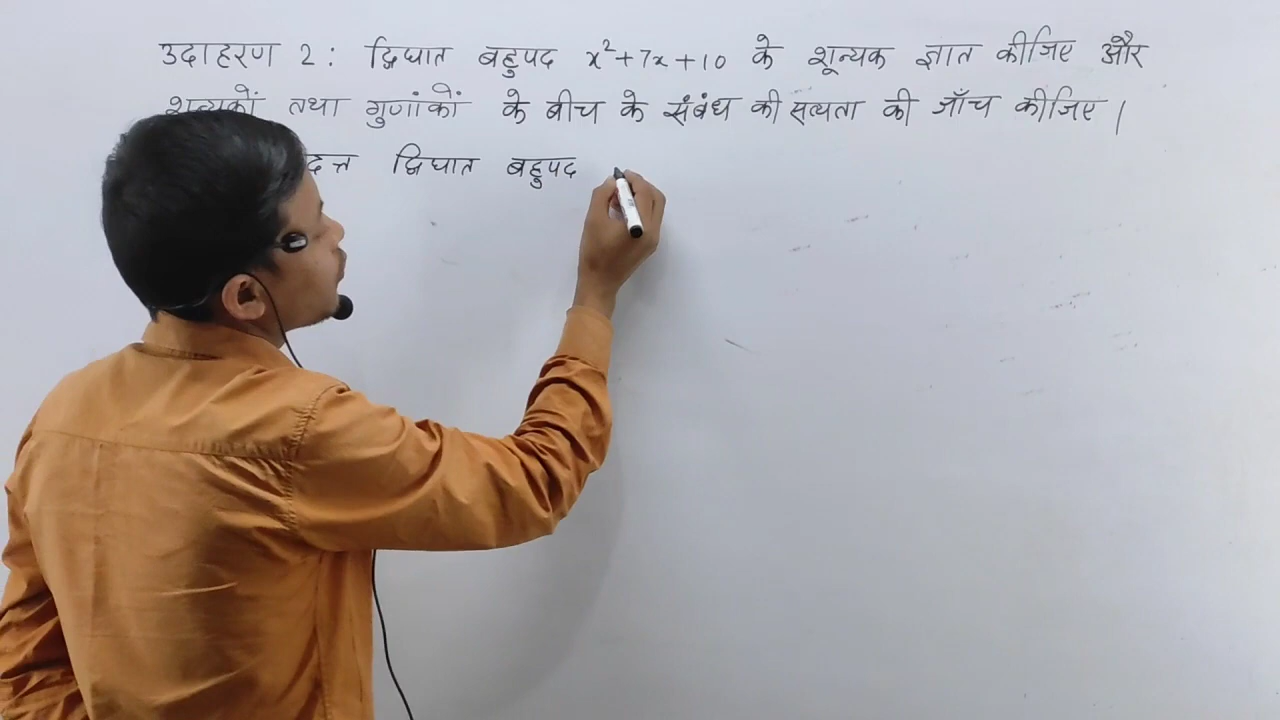 उदाहरण 2: द्विघात बहुपद x²+7x+10 के शून्यक ज्ञात कीजिए और
शून्यकों तथा गुणांकों के बीच के संबंध की सत्यता की जाँच कीजिए।
दत्त द्विघात बहुपद